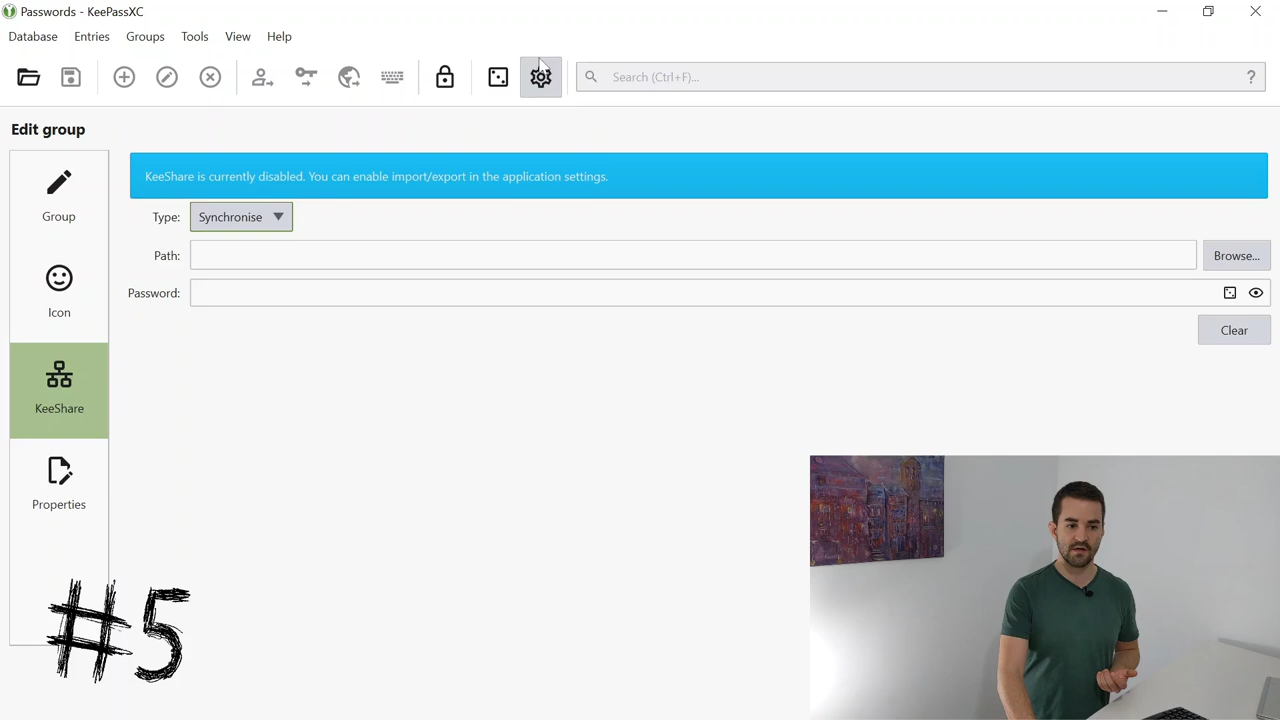 Passwords - KeePassXC
Database Entries Groups Tools View Help
Search (Ctrl+F)... ?
Edit group
Group
Icon
KeeShare
Properties
KeeShare is currently disabled. You can enable import/export in the application settings.
Type: Synchronise
Path: Browse...
Password:
Clear
#5